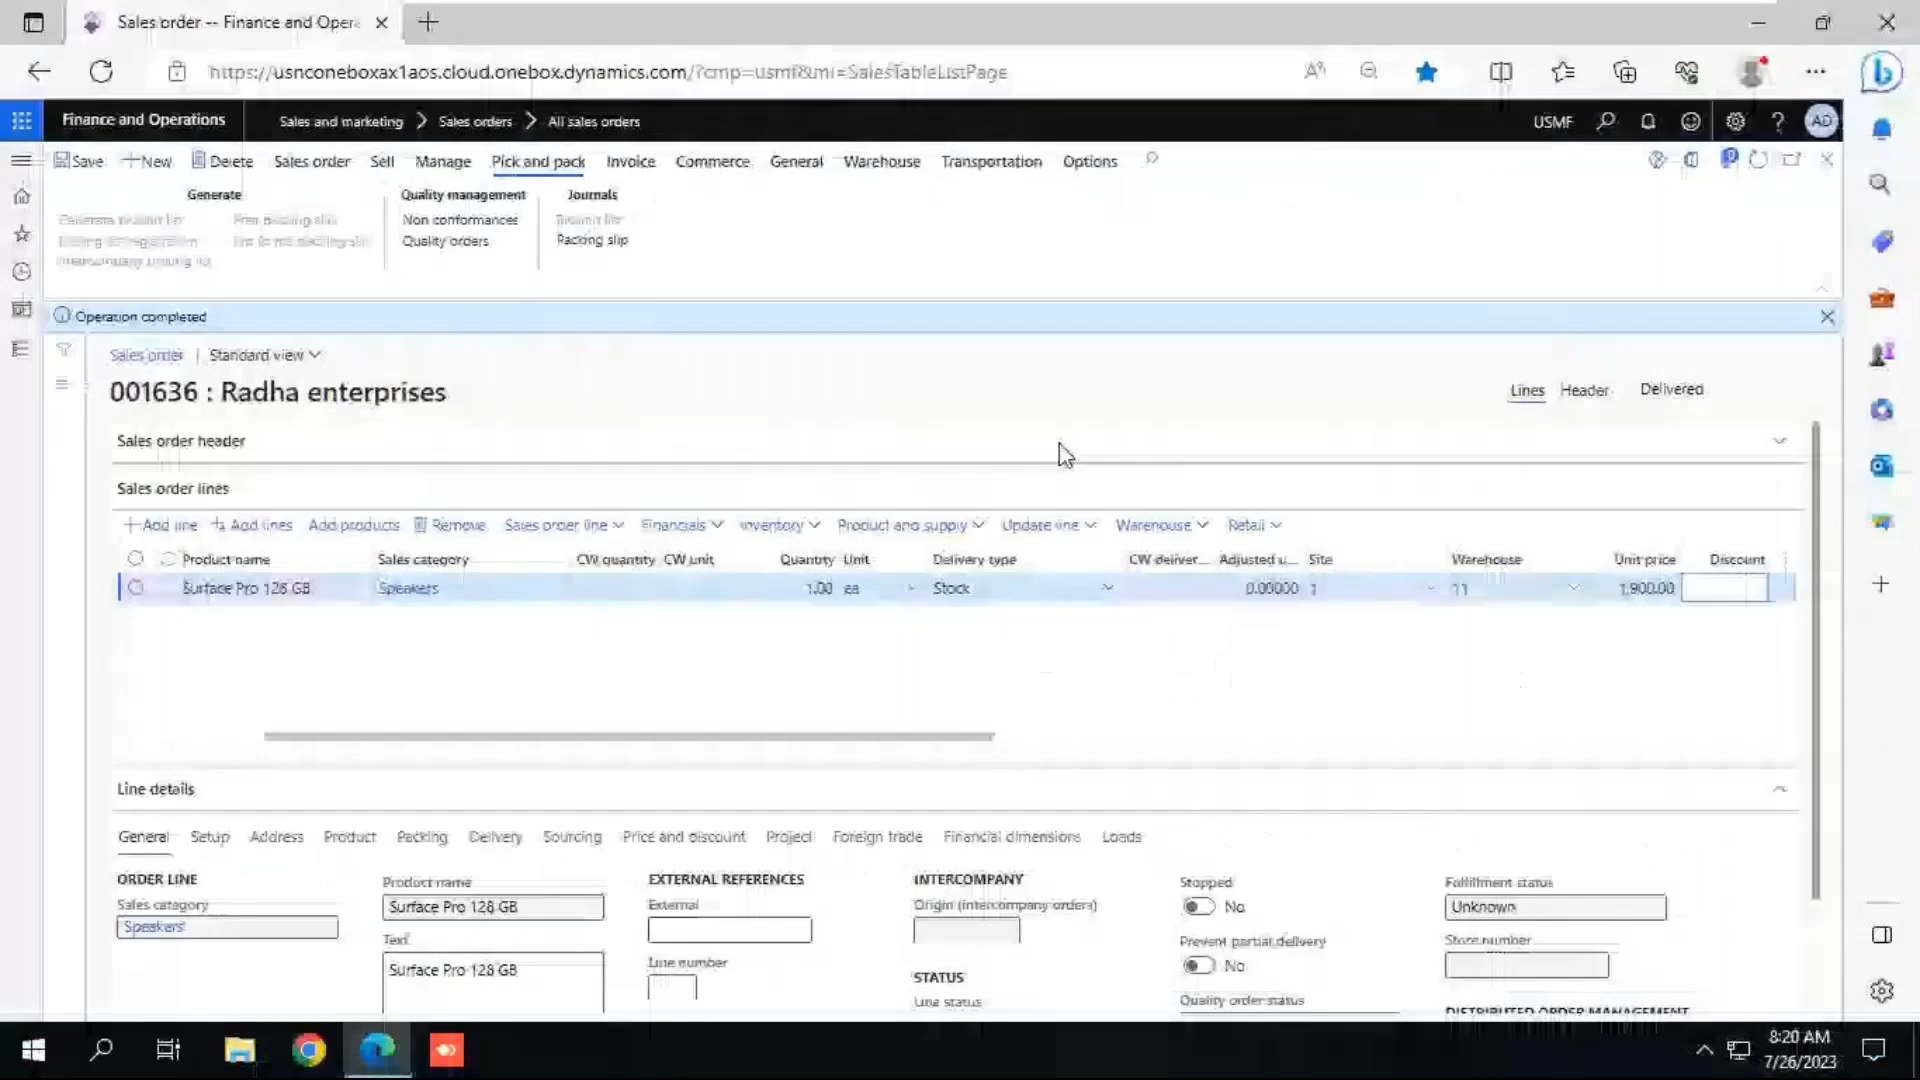 Sales order -- Finance and Oper
https://usnconeboxax1aos.cloud.onebox.dynamics.com/?cmp=usmf&mi=SalesTableListPage
Finance and Operations
Sales and marketing > Sales orders > All sales orders
USMF
AD
Save New Delete Sales order Sell Manage Pick and pack Invoice Commerce General Warehouse Transportation Options
Generate Quality management Journals
Non conformances
Quality orders
Packing slip
Operation completed
Sales order | Standard view
001636 : Radha enterprises
Lines Header Delivered
Sales order header
Sales order lines
Add line Add lines Add products Remove Sales order line Financials Inventory Product and supply Update line Warehouse Retail
Product name Sales category CW quantity CW unit Quantity Unit Delivery type CW deliver... Adjusted u... Site Warehouse Unit price Discount
Surface Pro 128 GB Speakers 1.00 ea Stock 0.00000 1 11 1,900.00
Line details
General Setup Address Product Packing Delivery Sourcing Price and discount Project Foreign trade Financial dimensions Loads
ORDER LINE
Sales category
Speakers
Product name
Surface Pro 128 GB
Text
Surface Pro 128 GB
EXTERNAL REFERENCES
External
Line number
INTERCOMPANY
Origin (intercompany orders)
STATUS
Line status
Stopped
No
Prevent partial delivery
No
Quality order status
Fulfillment status
Unknown
Store number
DISTRIBUTED ORDER MANAGEMENT
8:20 AM
7/26/2023